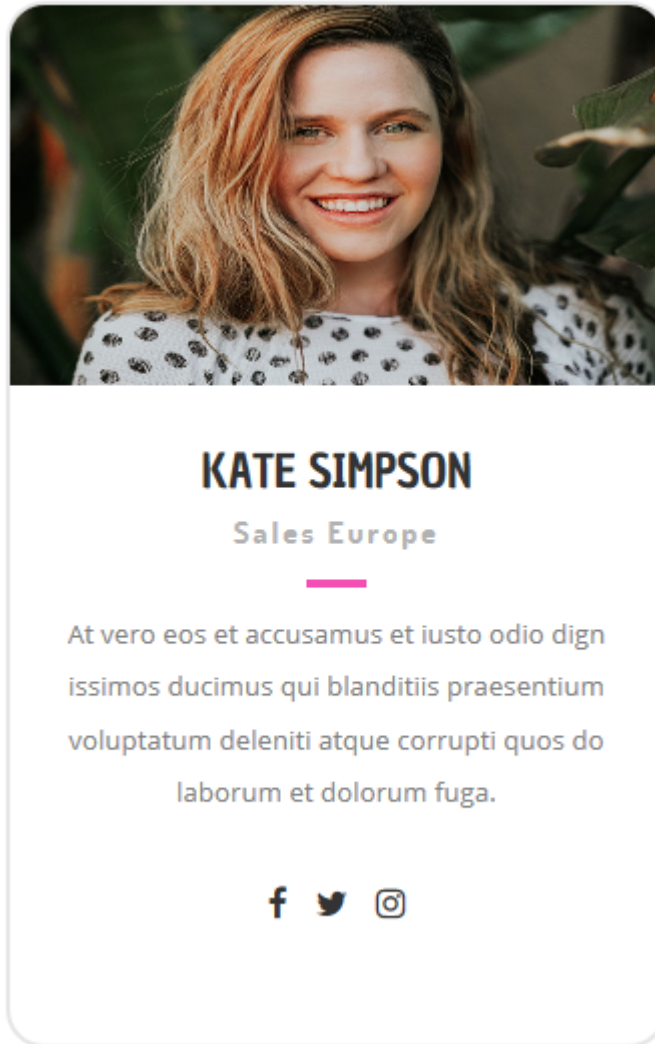 KATE SIMPSON
Sales Europe
At vero eos et accusamus et iusto odio dign
issimos ducimus qui blanditiis praesentium
voluptatum deleniti atque corrupti quos do
laborum et dolorum fuga.